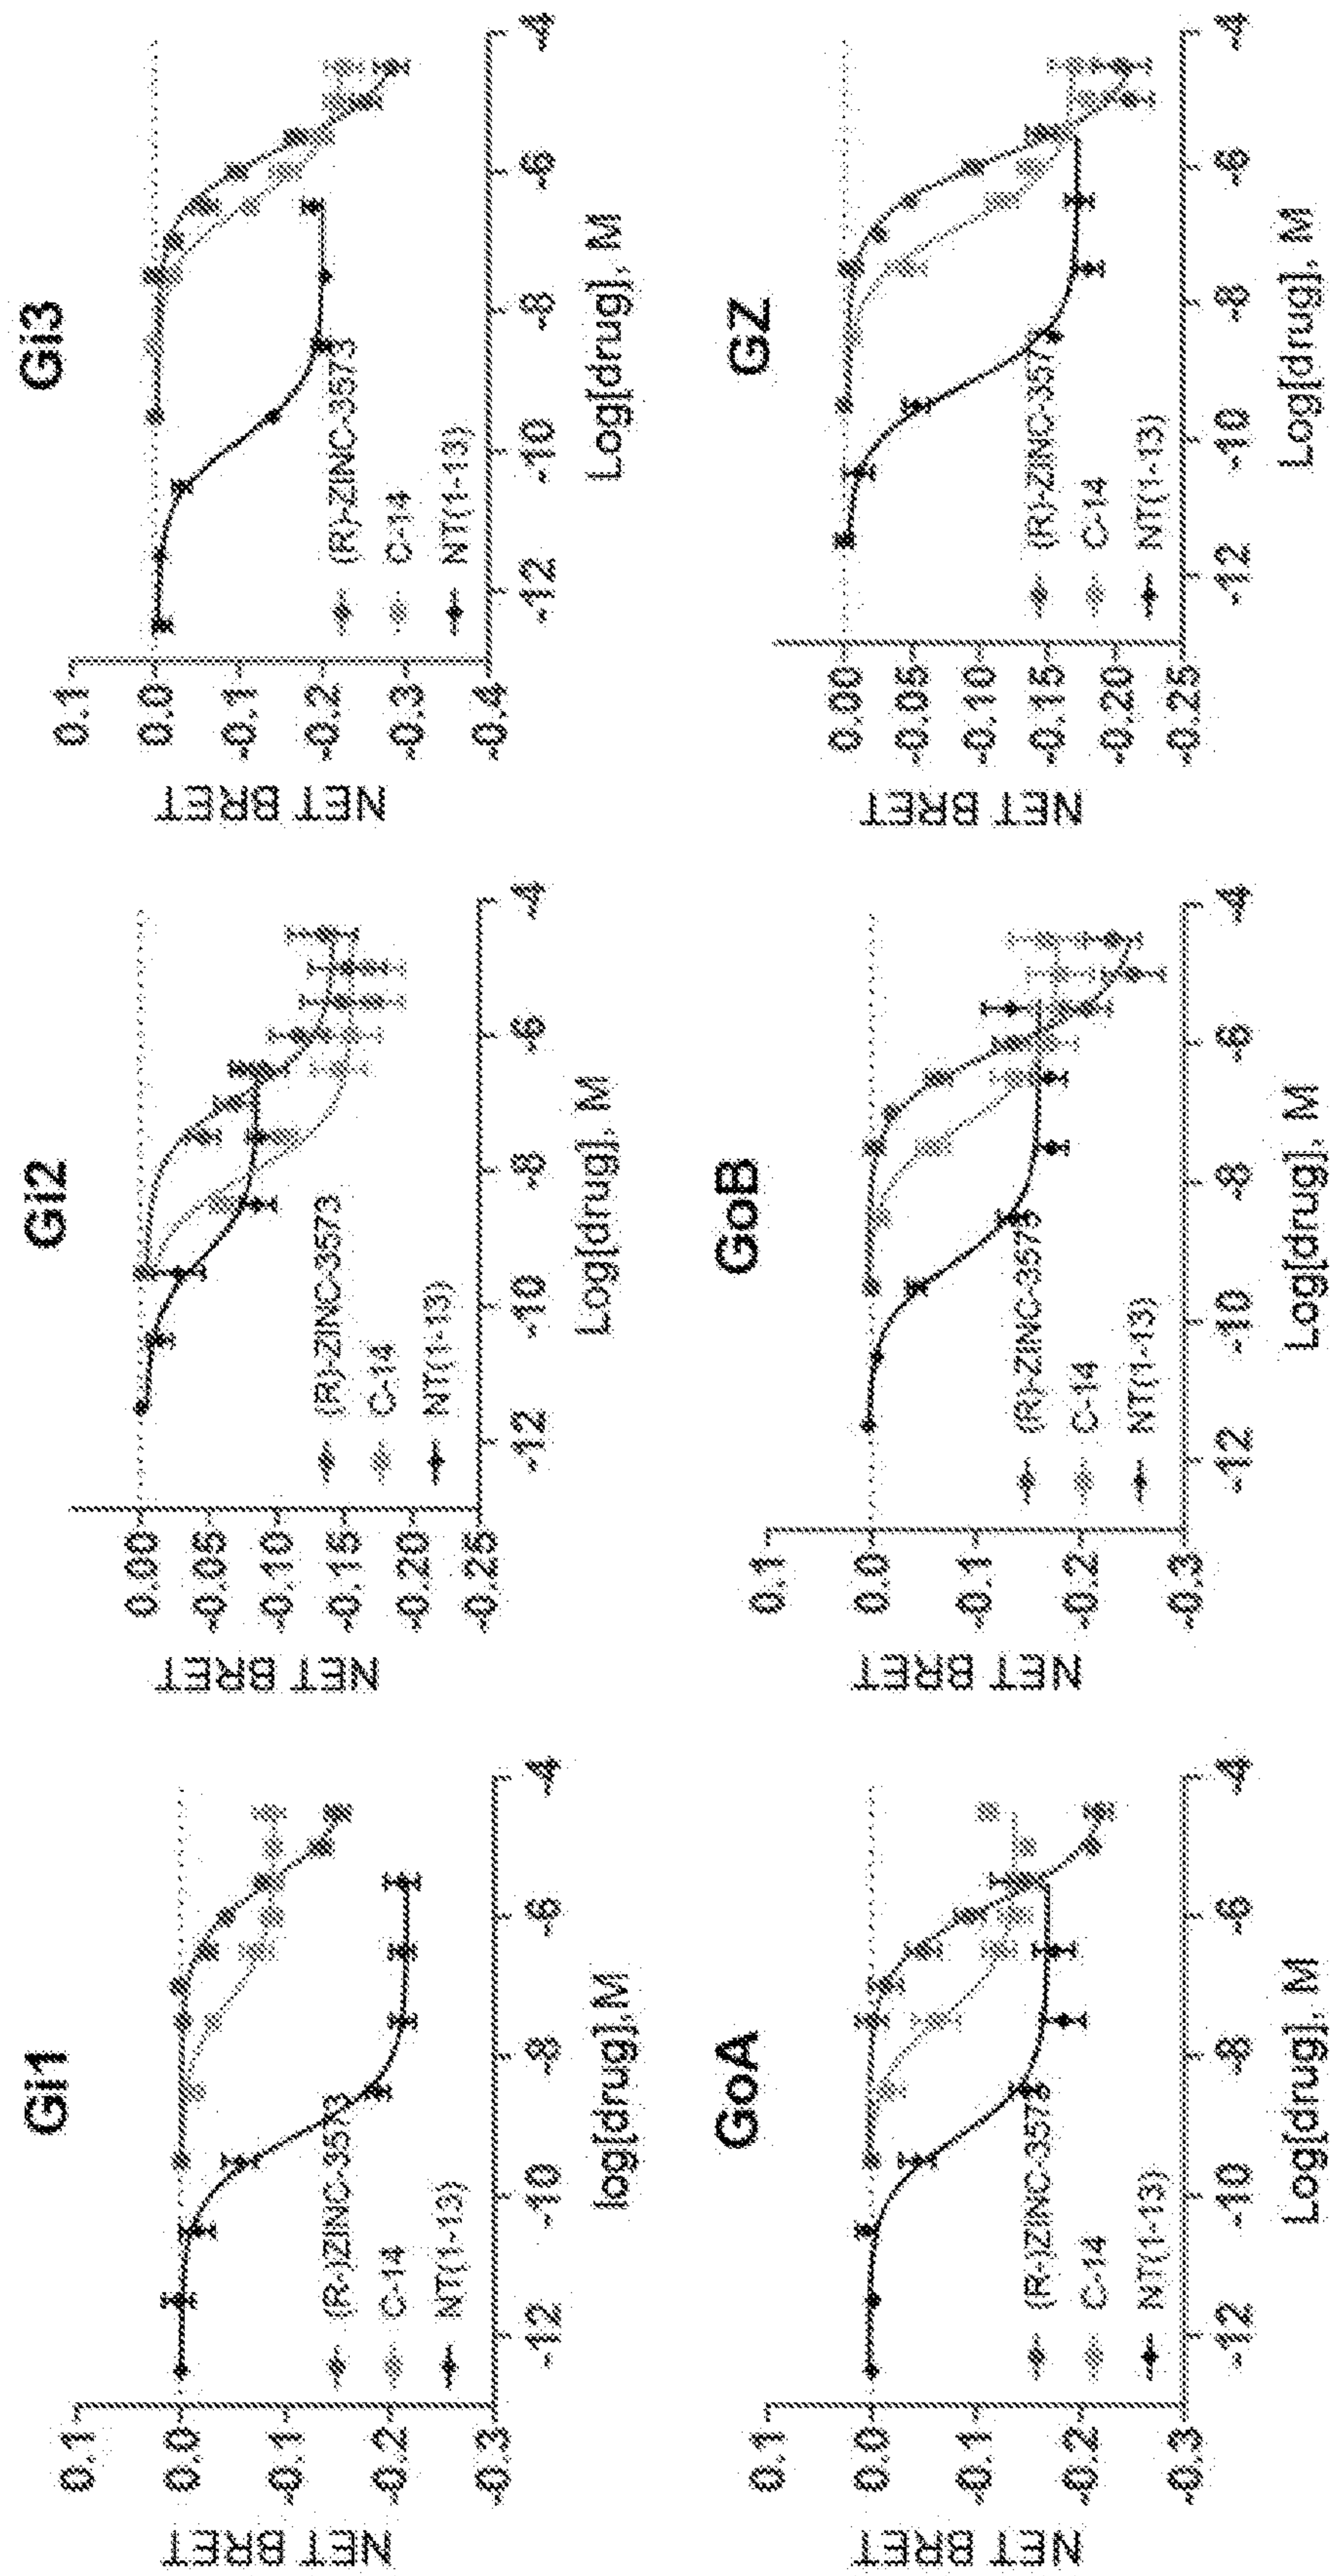 Gi1
NET BRET
0.1
0.0
-0.1
-0.2
-0.3
(R-)ZINC-3573
C-14
NT(1-13)
-12
-10
-8
-6
-4
log[drug],M
Gi2
NET BRET
0.00
-0.05
-0.10
-0.15
-0.20
-0.25
(R)-ZINC-3573
C-14
NT(1-13)
-12
-10
-8
-6
-4
Log[drug], M
Gi3
NET BRET
0.1
0.0
-0.1
-0.2
-0.3
-0.4
(R)-ZINC-3573
C-14
NT(1-13)
-12
-10
-8
-6
-4
Log[drug], M
GoA
NET BRET
0.1
0.0
-0.1
-0.2
-0.3
(R-)ZINC-3573
C-14
NT(1-13)
-12
-10
-8
-6
-4
Log[drug], M
GoB
NET BRET
0.1
0.0
-0.1
-0.2
-0.3
(R)-ZINC-3573
C-14
NT(1-13)
-12
-10
-8
-6
-4
Log[drug], M
GZ
NET BRET
0.00
-0.05
-0.10
-0.15
-0.20
-0.25
(R)-ZINC-3573
C-14
NT(1-13)
-12
-10
-8
-6
-4
Log[drug], M